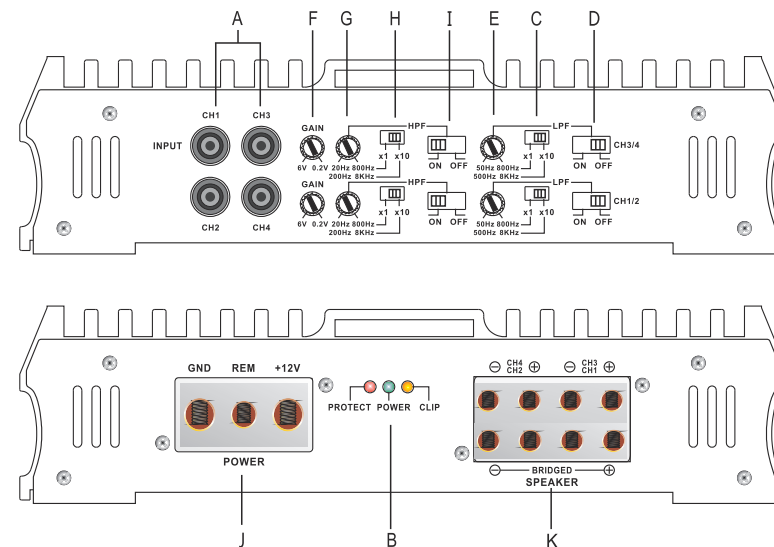 A F G H I E C D
CH1 CH3
INPUT
CH2 CH4
GAIN
6V 0.2V
HPF
20Hz 800Hz
200Hz 8KHz
x1 x10
ON OFF
LPF
50Hz 800Hz
500Hz 8KHz
x1 x10
ON OFF
CH3/4
GAIN
6V 0.2V
HPF
20Hz 800Hz
200Hz 8KHz
x1 x10
ON OFF
LPF
50Hz 800Hz
500Hz 8KHz
x1 x10
ON OFF
CH1/2
GND REM +12V
POWER
PROTECT POWER CLIP
⊖ CH4 ⊕ ⊖ CH3 ⊕
CH2 CH1
⊖ BRIDGED ⊕
SPEAKER
J B K